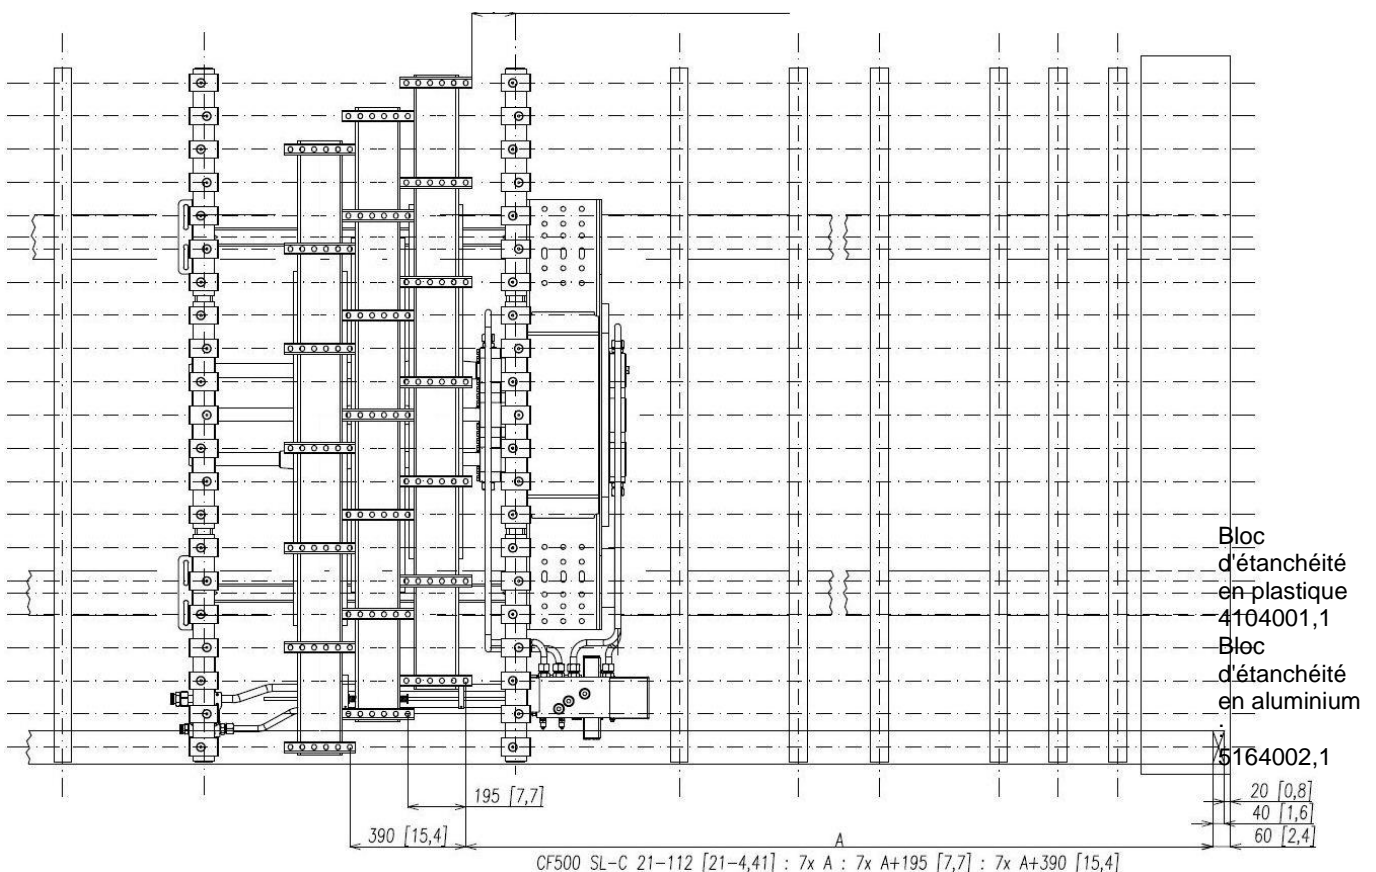 Bloc
d'étanchéité
en plastique
4104001,1
Bloc
d'étanchéité
en aluminium
:
5164002,1
195 [7,7]
20 [0,8]
40 [1,6]
390 [15,4]
A
60 [2,4]
CF500 SL-C 21-112 [21-4,41] : 7x A : 7x A+195 [7,7] : 7x A+390 [15,4]